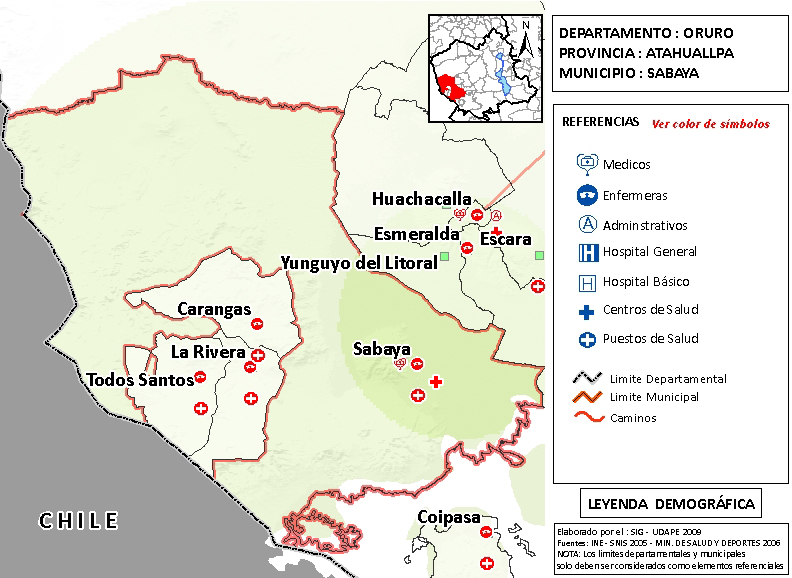 N
DEPARTAMENTO : ORURO
PROVINCIA : ATAHUALLPA
MUNICIPIO : SABAYA
REFERENCIAS Ver color de símbolos
Medicos
Enfermeras
A Adminstrativos
H Hospital General
H Hospital Básico
Centros de Salud
Puestos de Salud
Limite Departamental
Limite Municipal
Caminos
LEYENDA DEMOGRÁFICA
Elaborado por el : SIG - UDAPE 2009
Fuentes: INE- SNIS 2005 - MIN. DE SALUD Y DEPORTES 2006
NOTA: Los limites departamentales y municipales
solo deben ser considerados como elementos referenciales
Huachacalla
A
Esmeralda
Escara
Yunguyo del Litoral
Carangas
La Rivera
Sabaya
Todos Santos
CHILE
Coipasa